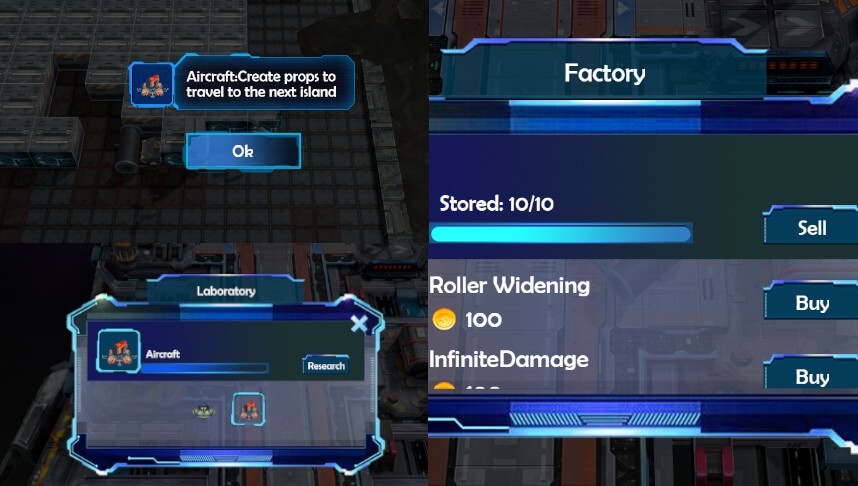 Aircraft:Create props to
travel to the next island
Ok
Laboratory
Aircraft
Research
Factory
Stored: 10/10
Sell
Roller Widening
100
Buy
InfiniteDamage
Buy